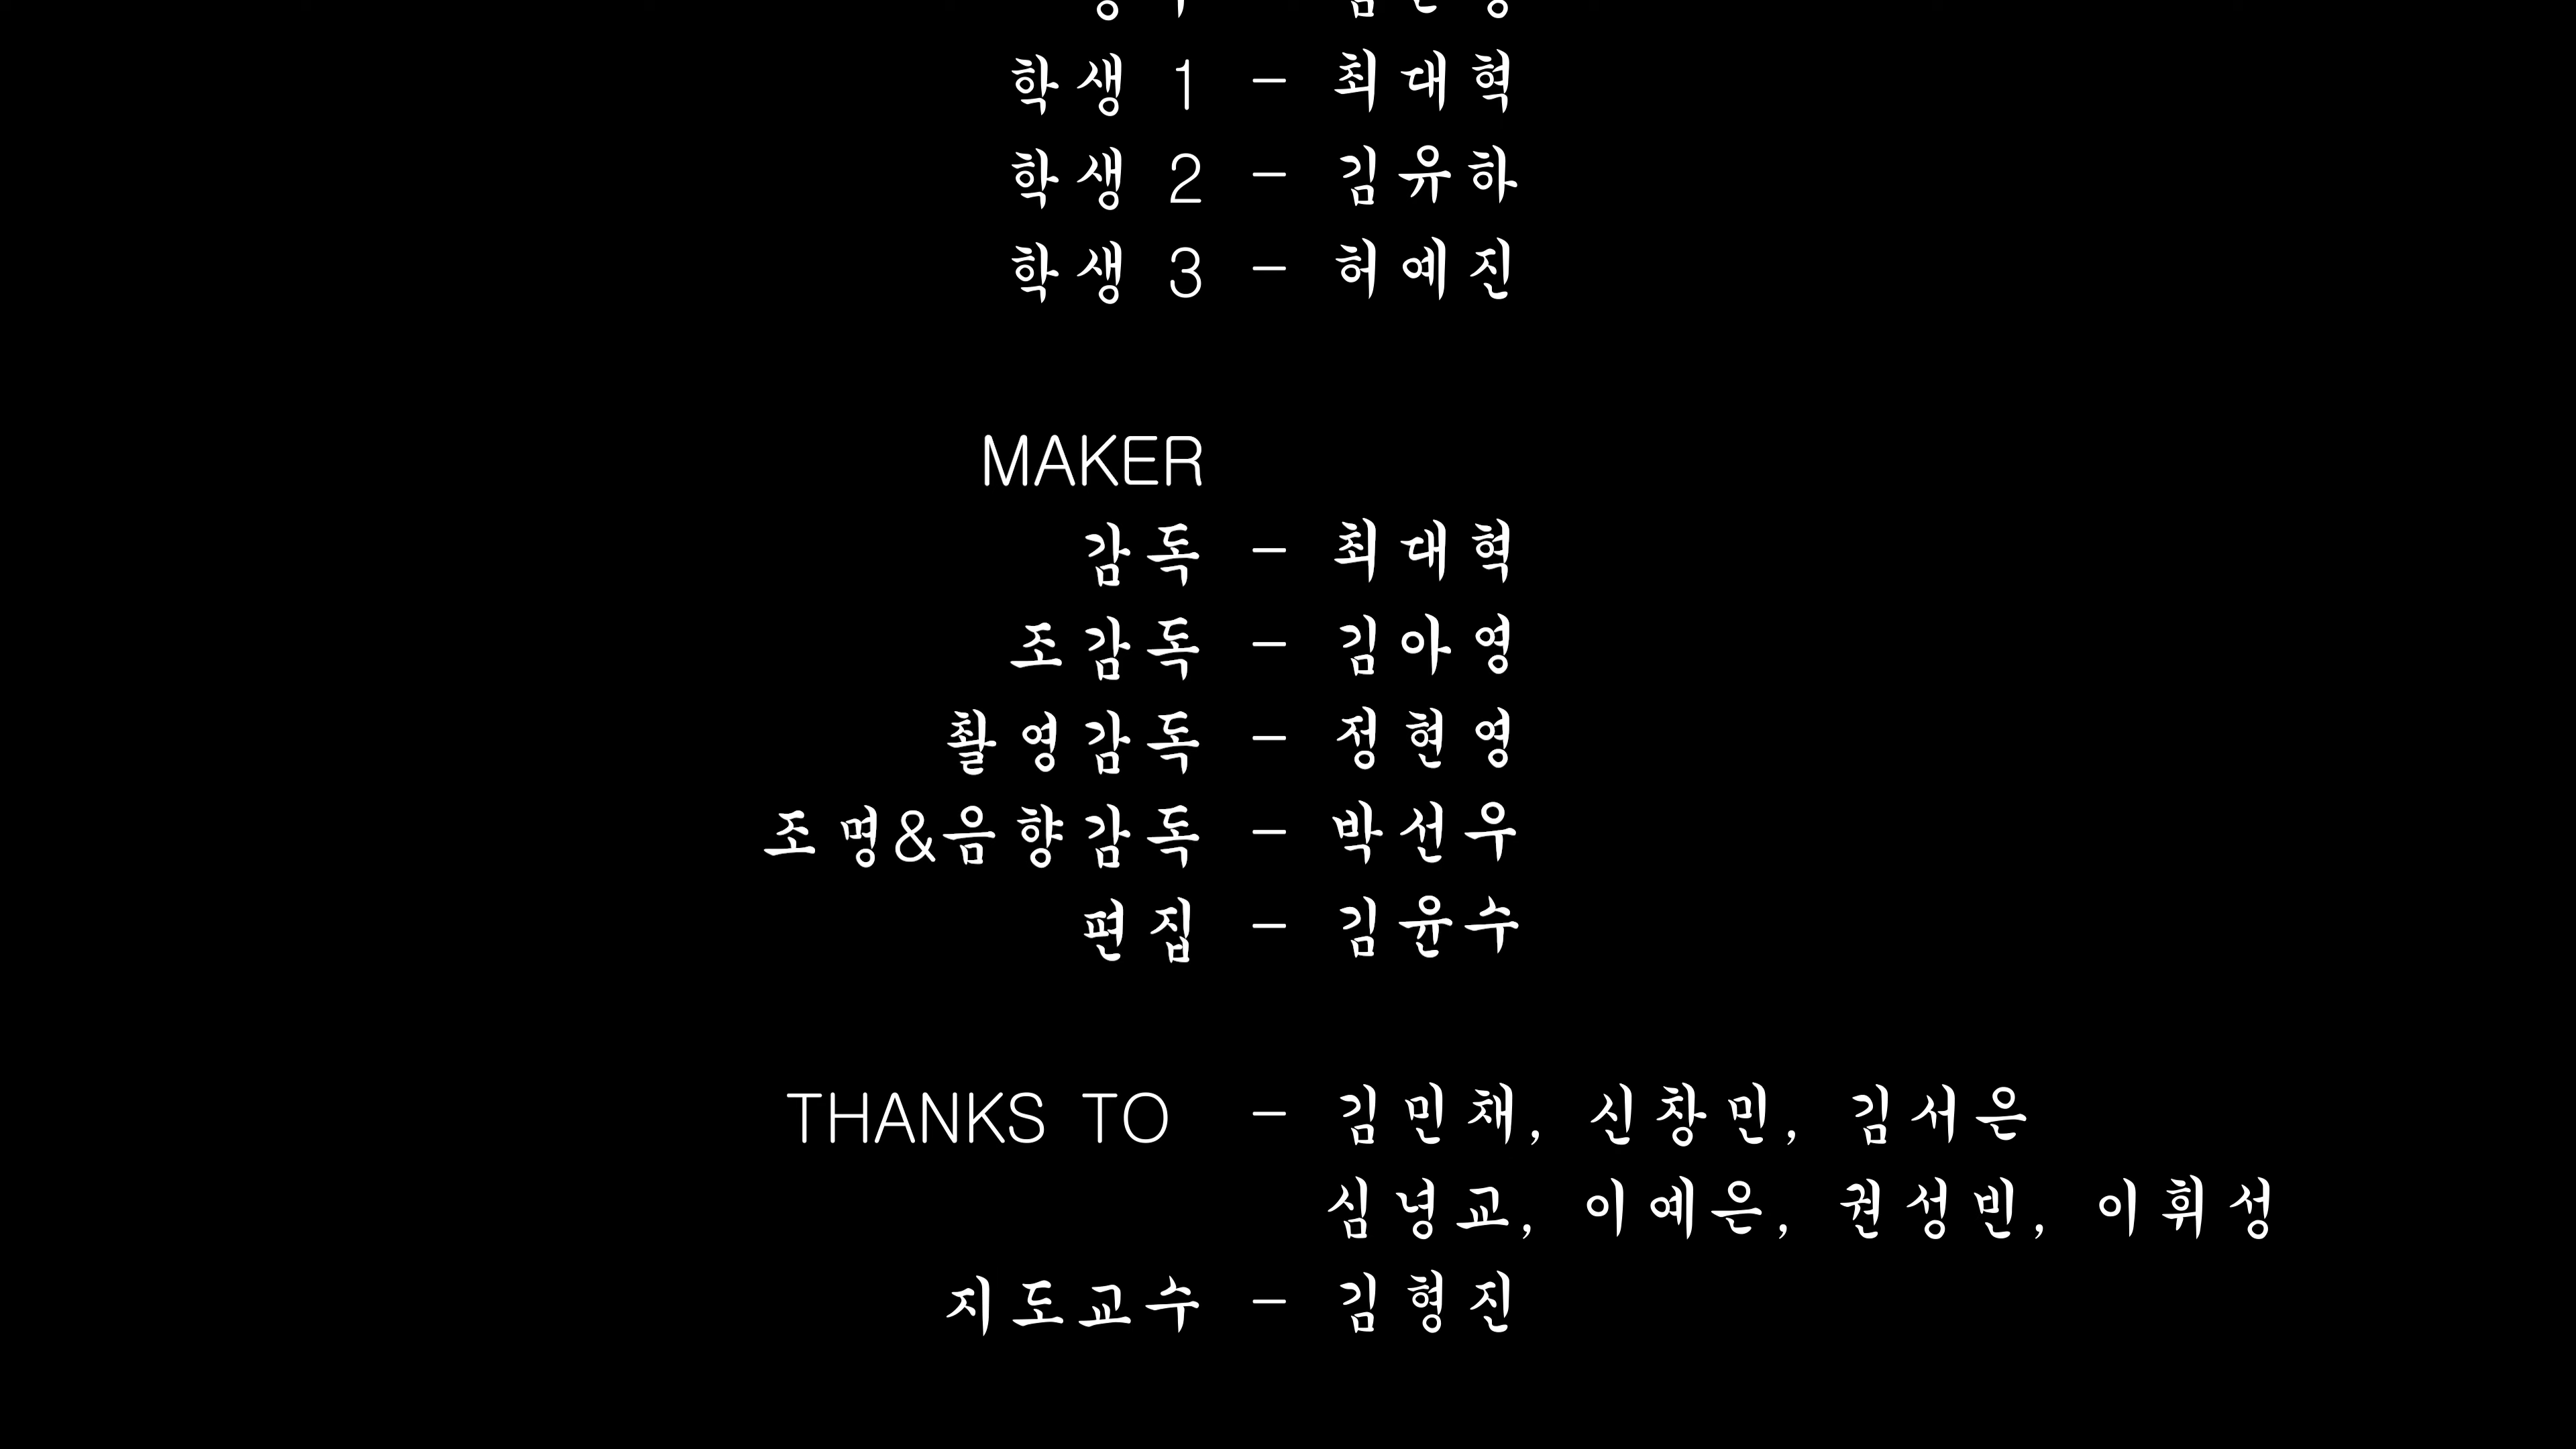 학생 1 - 최대혁
학생 2 - 김유하
학생 3 - 허예진
MAKER
감독 - 최대혁
조감독 - 김아영
촬영감독 - 정현영
조명&음향감독 - 박선우
편집 - 김윤수
THANKS TO - 김민채, 신창민, 김서은
심녕교, 이예은, 권성빈, 이휘성
지도교수 - 김형진